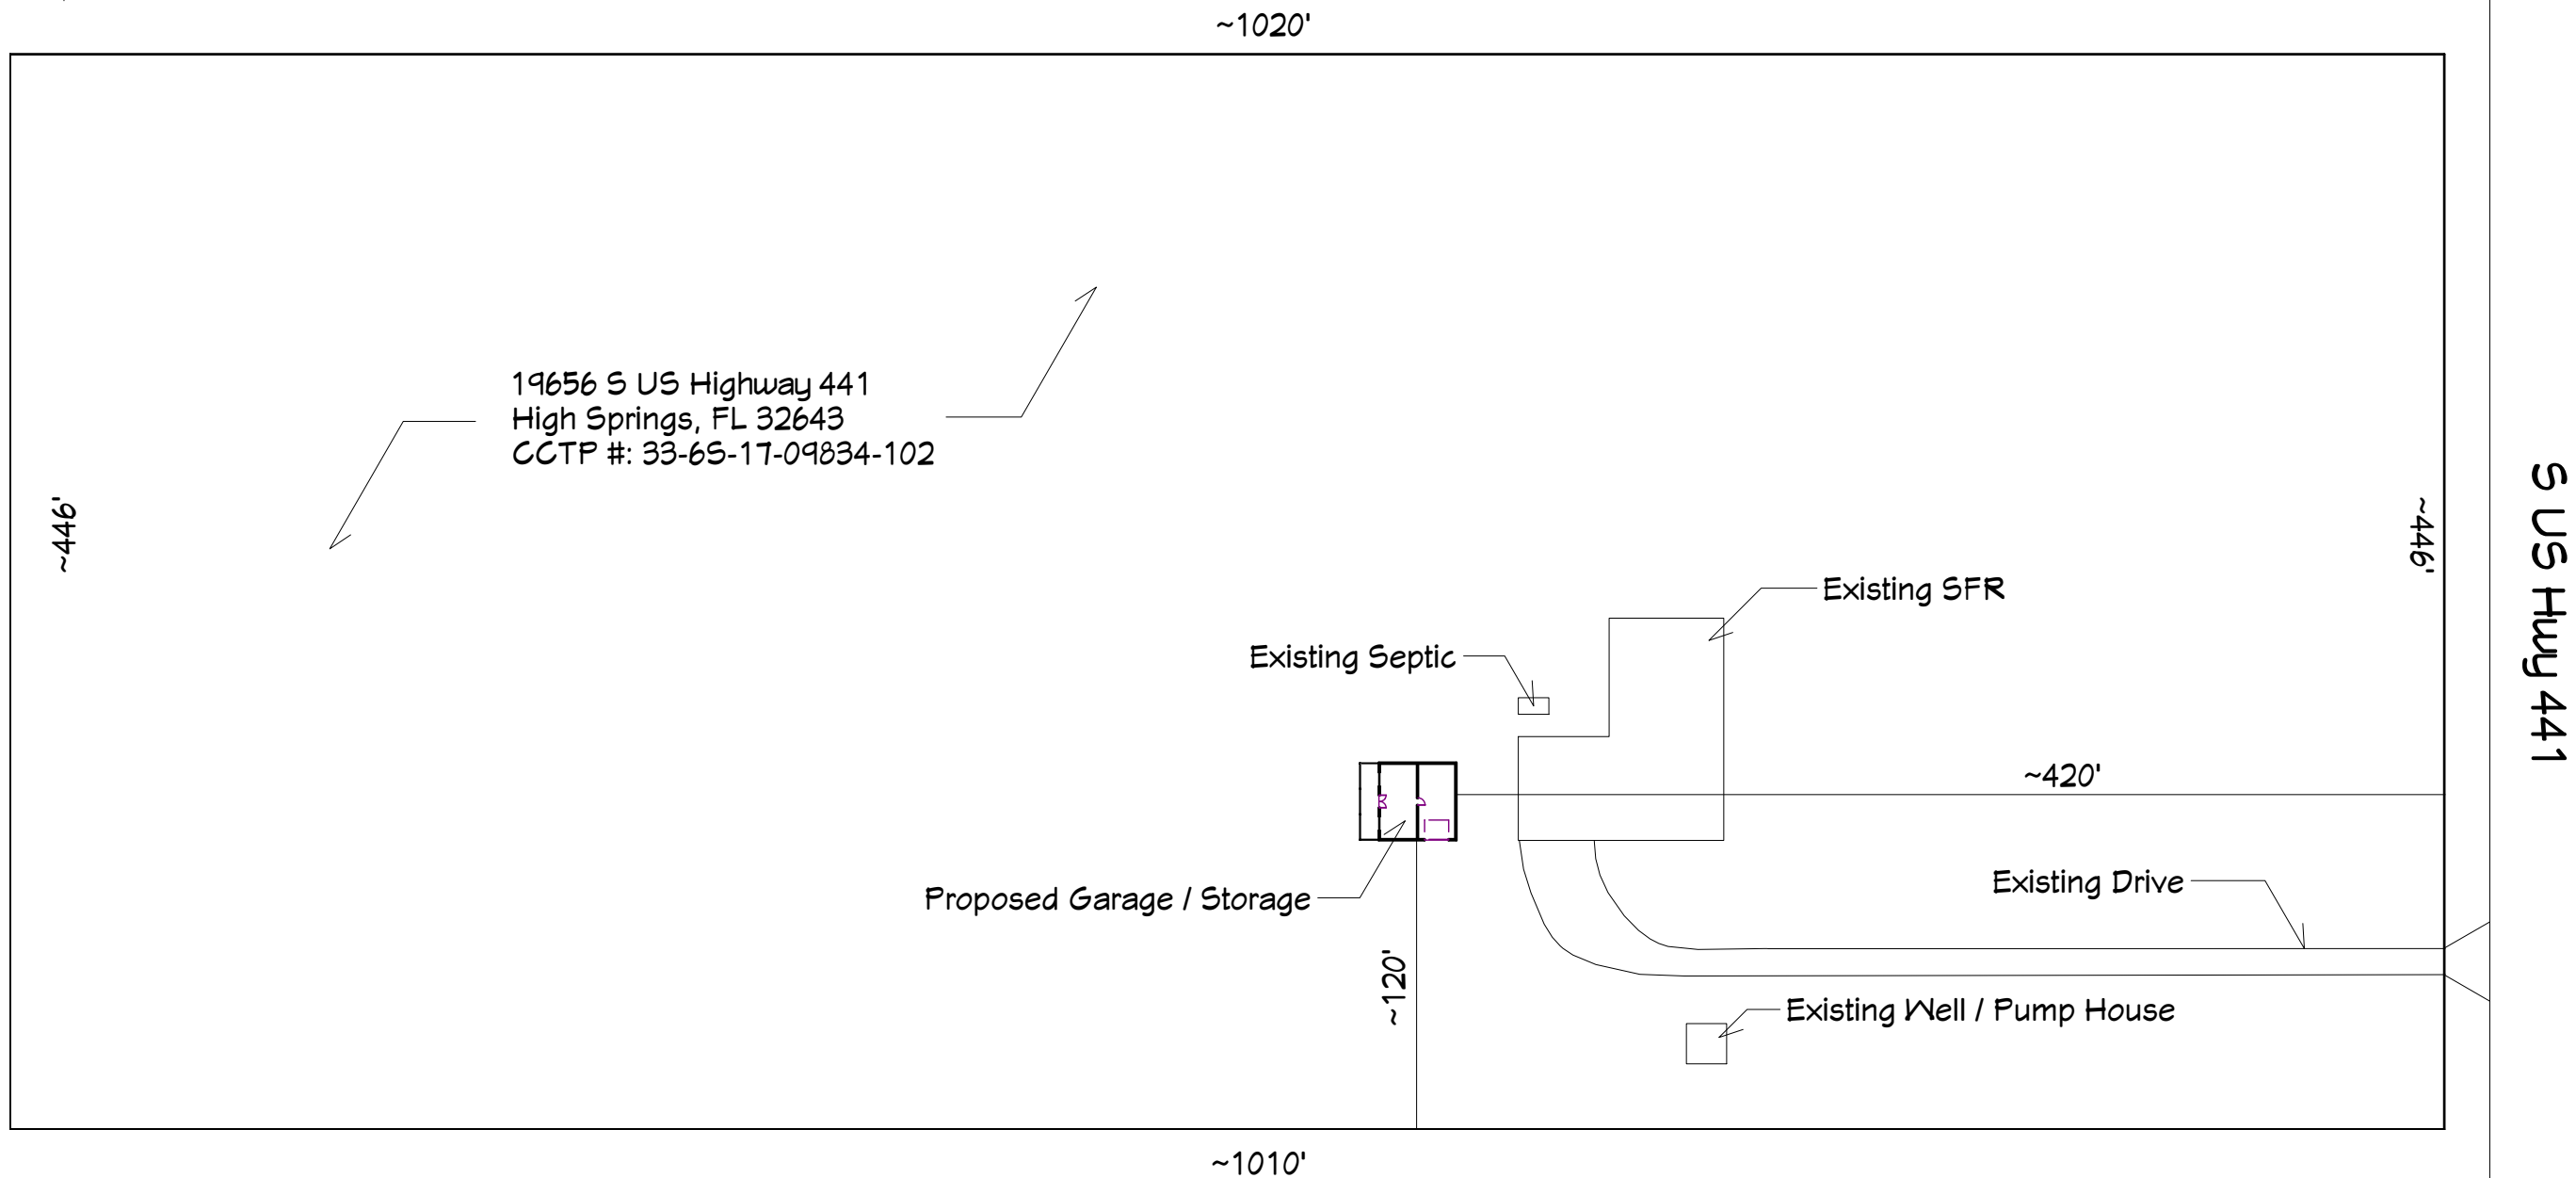 ~1020'
19656 S US Highway 441
High Springs, FL 32643
CCTP #: 33-6S-17-09834-102
~446'
~446'
S US Hwy 441
Existing SFR
Existing Septic
~420'
Existing Drive
Proposed Garage / Storage
~120'
Existing Well / Pump House
~1010'